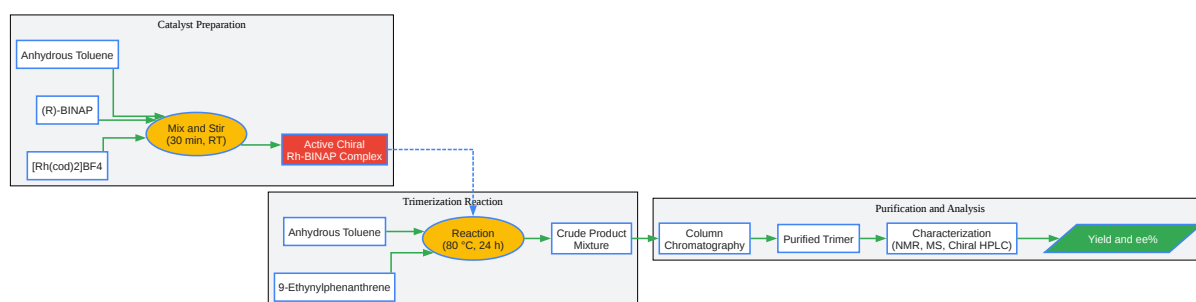 Catalyst Preparation
Anhydrous Toluene
(R)-BINAP
[Rh(cod)2]BF4
Mix and Stir
(30 min, RT)
Active Chiral
Rh-BINAP Complex
Trimerization Reaction
Anhydrous Toluene
9-Ethynylphenanthrene
Reaction
(80 °C, 24 h)
Crude Product
Mixture
Purification and Analysis
Column
Chromatography
Purified Trimer
Characterization
(NMR, MS, Chiral HPLC)
Yield and ee%